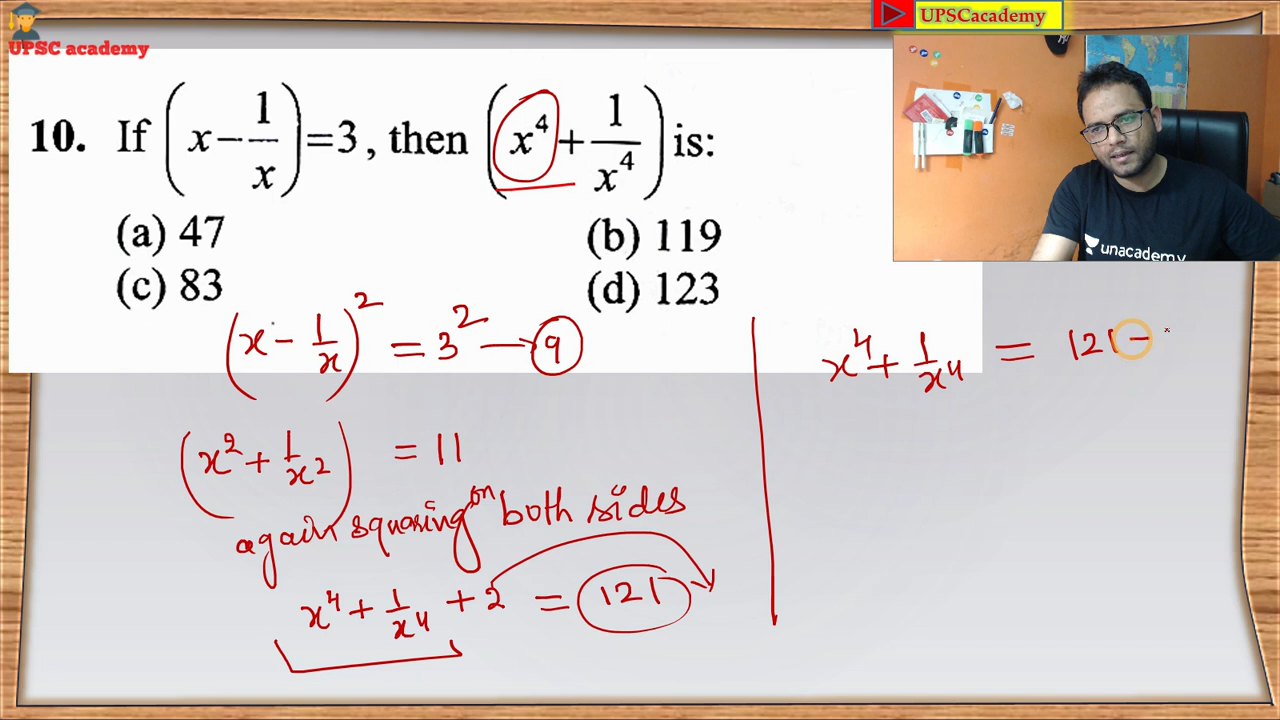 UPSC academy
UPSCacademy
unacademy
10. If (x − 1/x) = 3, then (x⁴ + 1/x⁴) is:
(a) 47 (b) 119
(c) 83 (d) 123
(x − 1/x)² = 3² — 9
(x² + 1/x²) = 11
again squaring on both sides
x⁴ + 1/x⁴ + 2 = 121
x⁴ + 1/x⁴ = 121 −